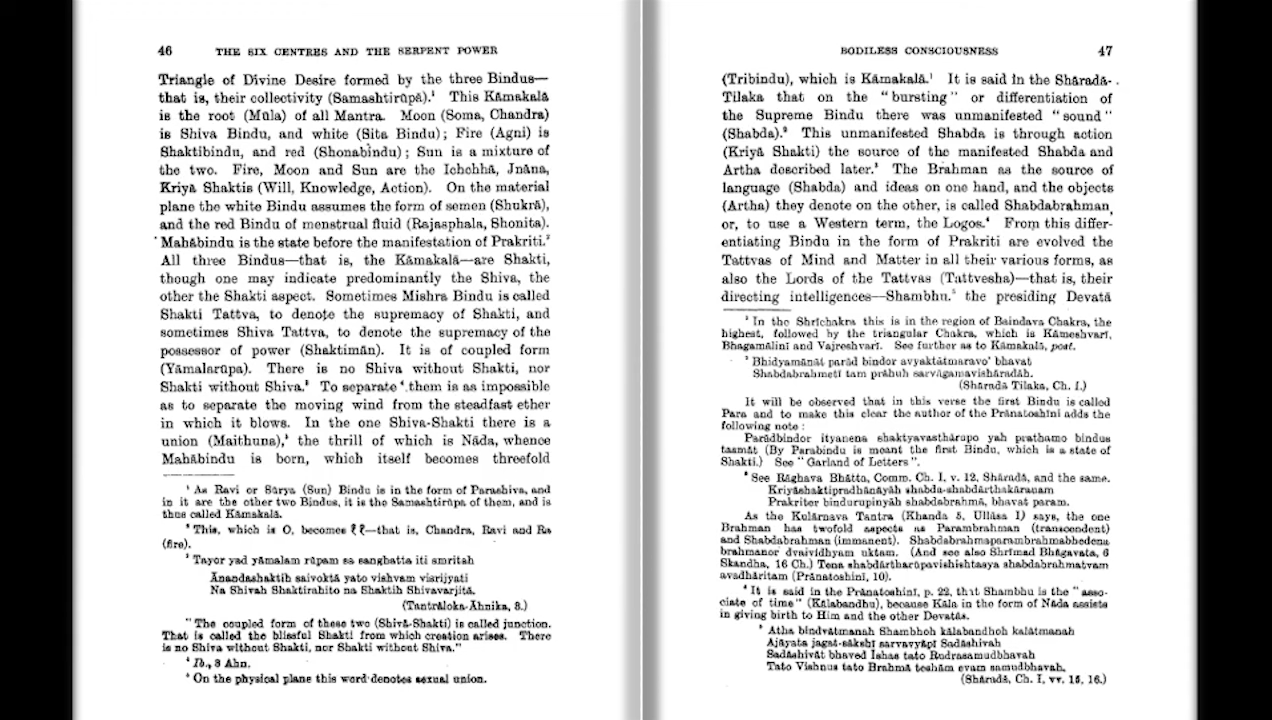 46 THE SIX CENTRES AND THE SERPENT POWER
Triangle of Divine Desire formed by the three Bindus—
that is, their collectivity (Samashtirūpā).¹ This Kāmakalā
is the root (Mūla) of all Mantra. Moon (Soma, Chandra)
is Shiva Bindu, and white (Sita Bindu); Fire (Agni) is
Shaktibindu, and red (Shonabindu); Sun is a mixture of
the two. Fire, Moon and Sun are the Ichchhā, Jnāna,
Kriyā Shaktis (Will, Knowledge, Action). On the material
plane the white Bindu assumes the form of semen (Shukrā),
and the red Bindu of menstrual fluid (Rajasphala, Shonita).
Mahābindu is the state before the manifestation of Prakriti.²
All three Bindus—that is, the Kāmakalā—are Shakti,
though one may indicate predominantly the Shiva, the
other the Shakti aspect. Sometimes Mishra Bindu is called
Shakti Tattva, to denote the supremacy of Shakti, and
sometimes Shiva Tattva, to denote the supremacy of the
possessor of power (Shaktimān). It is of coupled form
(Yāmalarūpa). There is no Shiva without Shakti, nor
Shakti without Shiva.³ To separate⁴ them is as impossible
as to separate the moving wind from the steadfast ether
in which it blows. In the one Shiva-Shakti there is a
union (Maithuna),⁵ the thrill of which is Nāda, whence
Mahābindu is born, which itself becomes threefold
¹ As Ravi or Sūrya (Sun) Bindu is in the form of Parashiva, and
in it are the other two Bindus, it is the Samashtirūpa of them, and is
thus called Kāmakalā.
² This, which is O, becomes —that is, Chandra, Ravi and Ra
(fire).
³ Tayor yad yāmalam rūpam sa sanghatta iti smritah
Ānandashaktih saivoktā yato vishvam visrijyati
Na Shivah Shaktirahito na Shaktih Shivavarjitā.
(Tantrāloka-Āhnika, 3.)
"The coupled form of these two (Shiva-Shakti) is called junction.
That is called the blissful Shakti from which creation arises. There
is no Shiva without Shakti, nor Shakti without Shiva."
⁴ Ib., 3 Ahn.
⁵ On the physical plane this word denotes sexual union.
BODILESS CONSCIOUSNESS 47
(Tribindu), which is Kāmakalā.¹ It is said in the Shāradā-
Tilaka that on the "bursting" or differentiation of
the Supreme Bindu there was unmanifested "sound"
(Shabda).² This unmanifested Shabda is through action
(Kriyā Shakti) the source of the manifested Shabda and
Artha described later.³ The Brahman as the source of
language (Shabda) and ideas on one hand, and the objects
(Artha) they denote on the other, is called Shabdabrahman,
or, to use a Western term, the Logos.⁴ From this differ-
entiating Bindu in the form of Prakriti are evolved the
Tattvas of Mind and Matter in all their various forms, as
also the Lords of the Tattvas (Tattvesha)—that is, their
directing intelligences—Shambhu,⁵ the presiding Devatā
¹ In the Shrīchakra this is in the region of Baindava Chakra, the
highest, followed by the triangular Chakra, which is Kāmeshvarī,
Bhagamālinī and Vajreshvarī. See further as to Kāmakalā, post.
² Bhidyamānāt parād bindor avyaktātmaravo' bhavat
Shabdabrahmeti tam prāhuh sarvāgamavishāradāh.
(Shāradā Tilaka, Ch. I.)
It will be observed that in this verse the first Bindu is called
Para and to make this clear the author of the Prānatoshinī adds the
following note:
Parādbindor ityanena shaktyavasthārūpo yah prathamo bindus
tasmāt (By Parabindu is meant the first Bindu, which is a state of
Shakti.) See "Garland of Letters".
³ See Rāghava Bhātta, Comm. Ch. I. v. 12, Shāradā, and the same.
Kriyāshaktipradhānāyāh shabda-shabdārthakāranam
Prakriter bindurupinyāh shabdabrahmā, bhavat param.
As the Kulārnava Tantra (Khanda 5, Ullāsa 1) says, the one
Brahman has twofold aspects as Parambrahman (transcendent)
and Shabdabrahman (immanent). Shabdabrahmaparambrahmabhedena
brahmanor dvaividhyam uktam. (And see also Shrīmad Bhāgavata, 6
Skandha, 16 Ch.) Tena shabdārtharūpavishishtasya shabdabrahmatvam
avadhāritam (Prānatoshinī, 10).
⁴ It is said in the Prānatoshinī, p. 22, that Shambhu is the "asso-
ciate of time" (Kālabandhu), because Kāla in the form of Nāda assists
in giving birth to Him and the other Devatās.
⁵ Atha bindvātmanah Shambhoh kālabandhoh kalātmanah
Ajāyata jagat-sākshī sarvavyāpī Sadāshivah
Sadāshivāt bhaved Ishas tato Rudrasamudbhavah
Tato Vishnus tato Brahmā teshām evam samudbhavah.
(Shāradā, Ch. I, vv. 15, 16.)